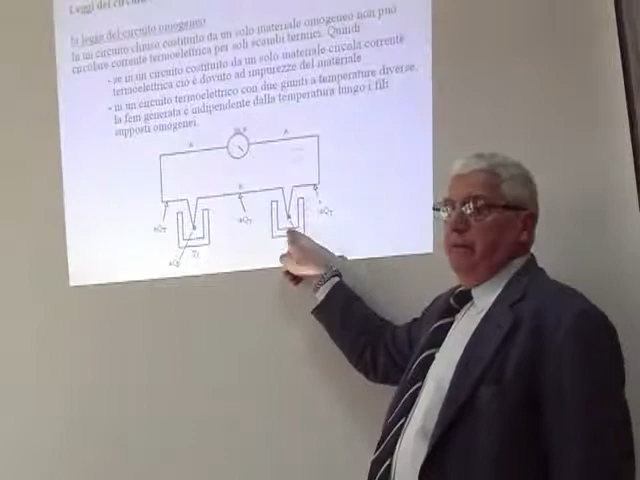 Leggi del circuito
Ia legge del circuito omogeneo
In un circuito chiuso costituito da un solo materiale omogeneo non può
circolare corrente termoelettrica per soli scambi termici. Quindi
- se in un circuito costituito da un solo materiale circola corrente
termoelettrica ciò è dovuto ad impurezze del materiale
- in un circuito termoelettrico con due giunti a temperature diverse,
la fem generata è indipendente dalla temperatura lungo i fili
supposti omogenei.
A A
B